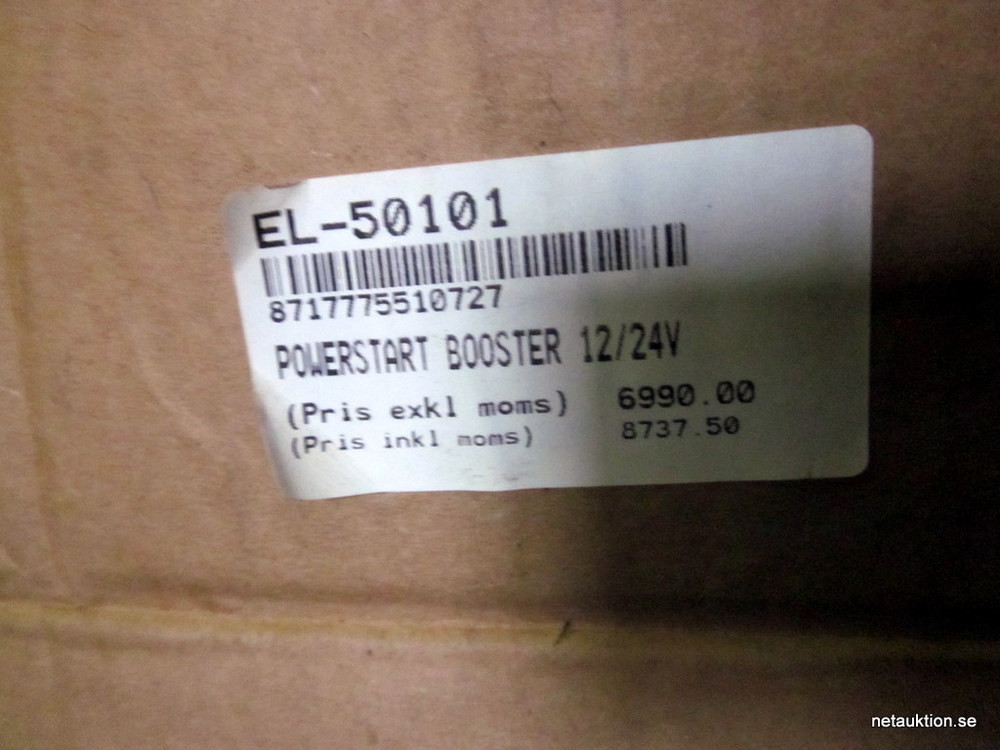 EL-50101
8717775510727
POWERSTART BOOSTER 12/24V
(Pris exkl moms) 6990.00
(Pris inkl moms) 8737.50
netauktion.se